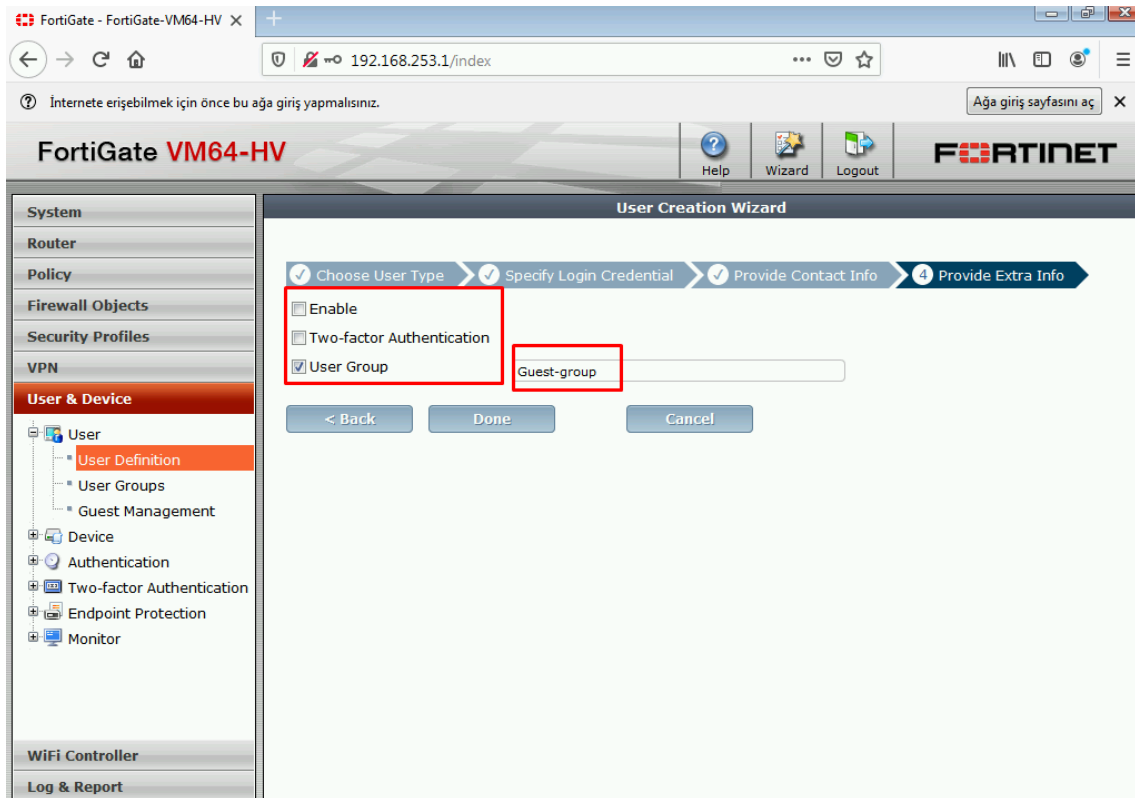 FortiGate - FortiGate-VM64-HV
192.168.253.1/index
İnternete erişebilmek için önce bu ağa giriş yapmalısınız.
Ağa giriş sayfasını aç
FortiGate VM64-HV
Help
Wizard
Logout
FORTINET
System
Router
Policy
Firewall Objects
Security Profiles
VPN
User & Device
User
User Definition
User Groups
Guest Management
Device
Authentication
Two-factor Authentication
Endpoint Protection
Monitor
WiFi Controller
Log & Report
User Creation Wizard
Choose User Type
Specify Login Credential
Provide Contact Info
4 Provide Extra Info
Enable
Two-factor Authentication
User Group
Guest-group
< Back
Done
Cancel